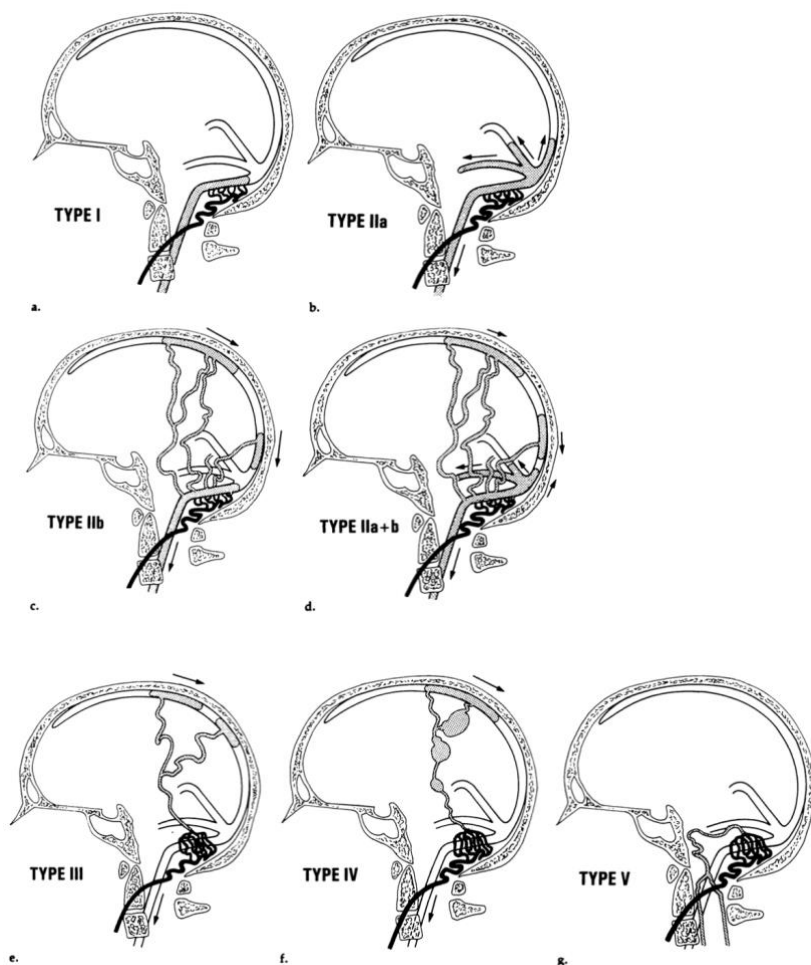 TYPE I
TYPE IIa
a.
b.
TYPE IIb
TYPE IIa+b
c.
d.
TYPE III
TYPE IV
TYPE V
e.
f.
g.